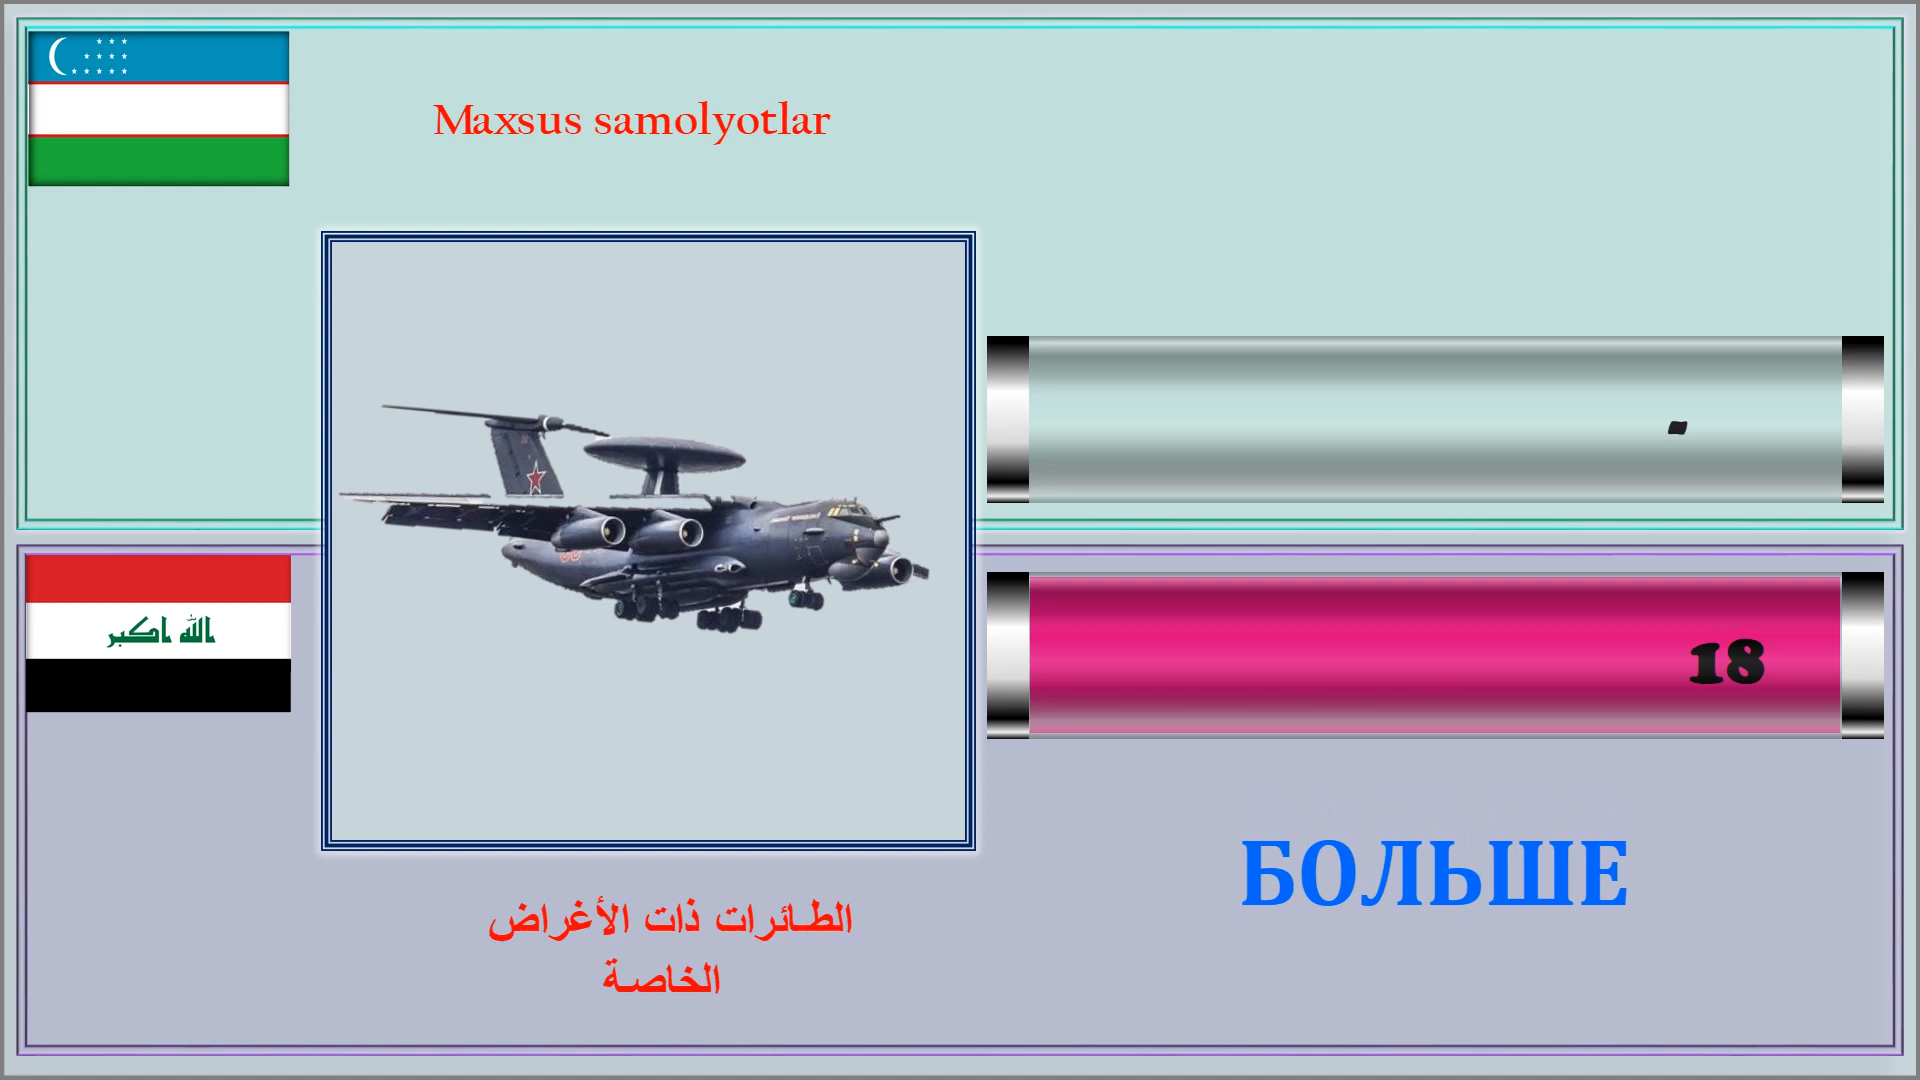 Maxsus samolyotlar
-
الله اكبر
18
БОЛЬШЕ
الطائرات ذات الأغراض
الخاصة